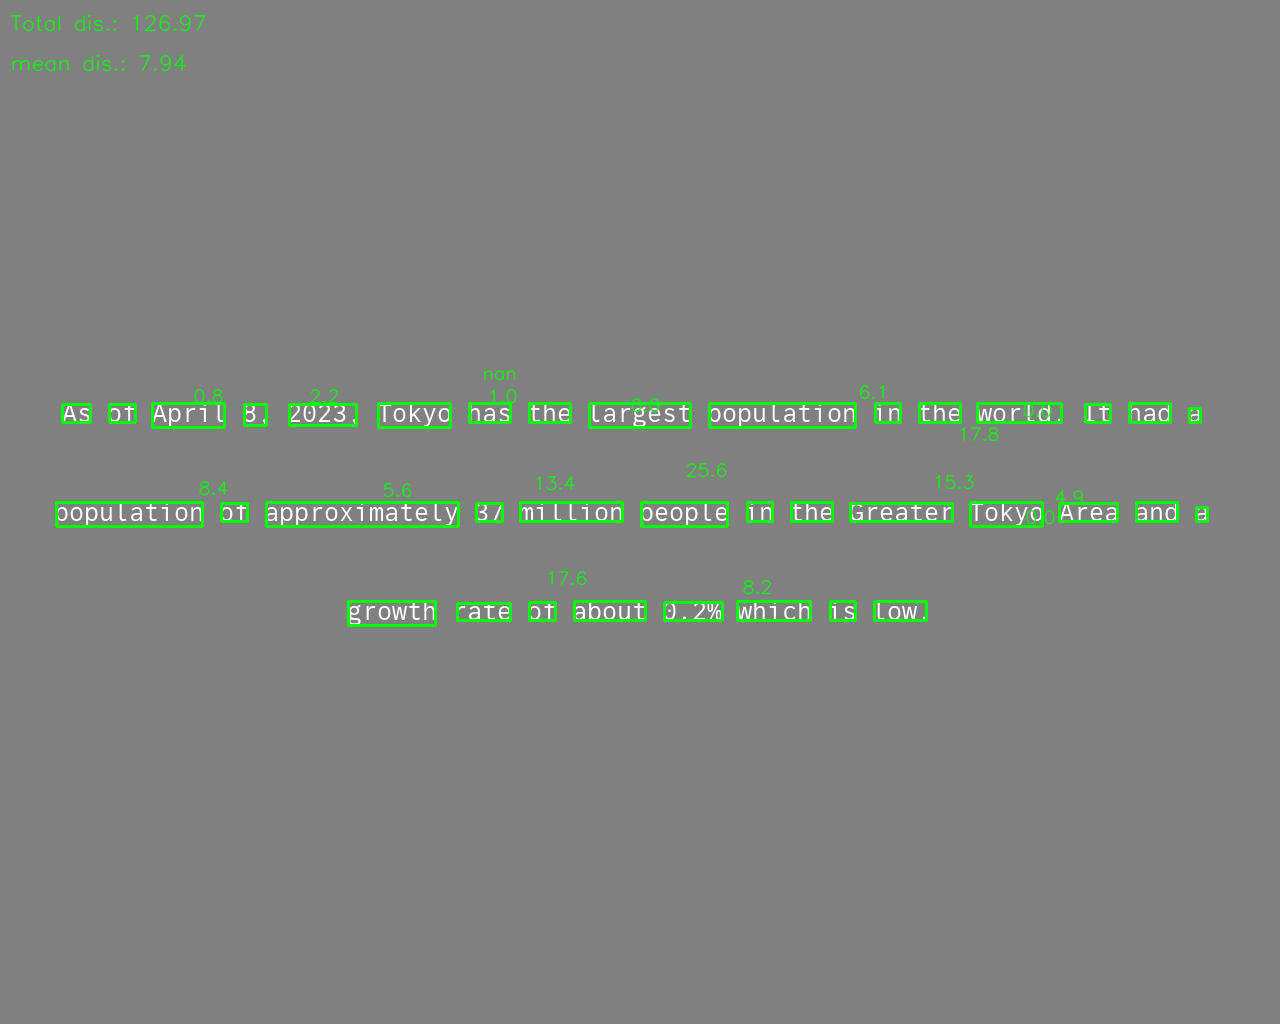 Total dis.: 126.97
mean dis.: 7.94
nan
0.8 2.2 1.0 6.1
As of April 3, 2023, Tokyo has the largest population in the world. It had a
17.8
8.4 5.6 13.4 25.6 15.3 4.9
population of approximately 37 million people in the Greater Tokyo Area and a
17.6 8.2
growth rate of about 0.2% which is low.